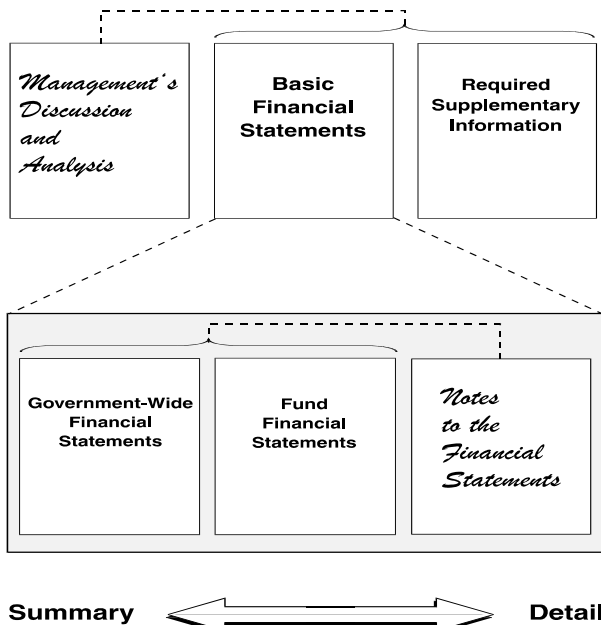 Management's
Discussion
and
Analysis
Basic
Financial
Statements
Required
Supplementary
Information
Government-Wide
Financial
Statements
Fund
Financial
Statements
Notes
to the
Financial
Statements
Summary
Detail